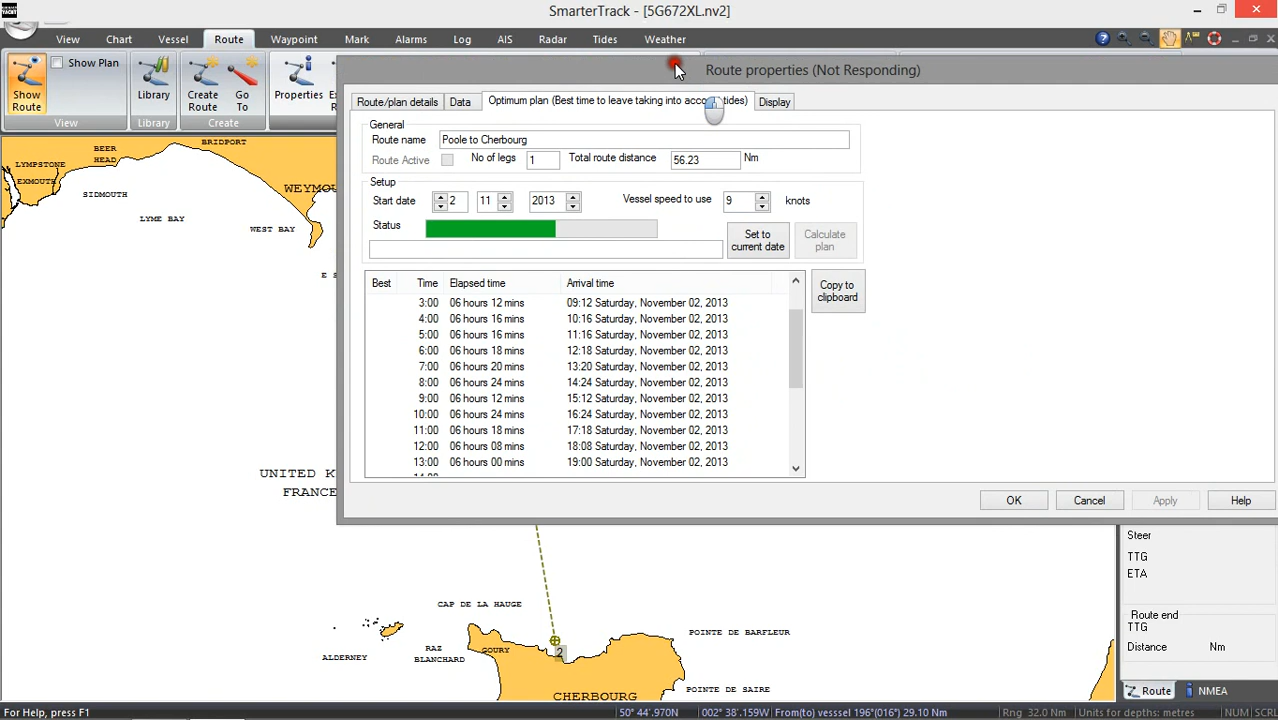 SmarterTrack - [5G672XL.nv2]
View Chart Vessel Route Waypoint Mark Alarms Log AIS Radar Tides Weather
Show Route
Show Plan
Library
Create Route
Go To
Properties
View Library Create
Route properties (Not Responding)
Route/plan details Data Optimum plan (Best time to leave taking into acco tides) Display
General
Route name Poole to Cherbourg
Route Active No of legs 1 Total route distance 56.23 Nm
Setup
Start date 2 11 2013 Vessel speed to use 9 knots
Status
Set to current date
Calculate plan
Best Time Elapsed time Arrival time
Copy to clipboard
3:00 06 hours 12 mins 09:12 Saturday, November 02, 2013
4:00 06 hours 16 mins 10:16 Saturday, November 02, 2013
5:00 06 hours 16 mins 11:16 Saturday, November 02, 2013
6:00 06 hours 18 mins 12:18 Saturday, November 02, 2013
7:00 06 hours 20 mins 13:20 Saturday, November 02, 2013
8:00 06 hours 24 mins 14:24 Saturday, November 02, 2013
9:00 06 hours 12 mins 15:12 Saturday, November 02, 2013
10:00 06 hours 24 mins 16:24 Saturday, November 02, 2013
11:00 06 hours 18 mins 17:18 Saturday, November 02, 2013
12:00 06 hours 08 mins 18:08 Saturday, November 02, 2013
13:00 06 hours 00 mins 19:00 Saturday, November 02, 2013
OK Cancel Apply Help
BRIDPORT
BEER HEAD
LYMPSTONE
EXMOUTH
SIDMOUTH
WEYMOU
LYME BAY
WEST BAY
E S
UNITED K
FRANCE
CAP DE LA HAUGE
ALDERNEY
RAZ BLANCHARD
GOURY
2
POINTE DE BARFLEUR
POINTE DE SAIRE
CHERBOURG
Steer
TTG
ETA
Route end
TTG
Distance Nm
Route NMEA
For Help, press F1 50° 44'.970N 002° 38'.159W From(to) vesssel 196°(016°) 29.10 Nm Rng 32.0 Nm Units for depths: metres NUM SCRL